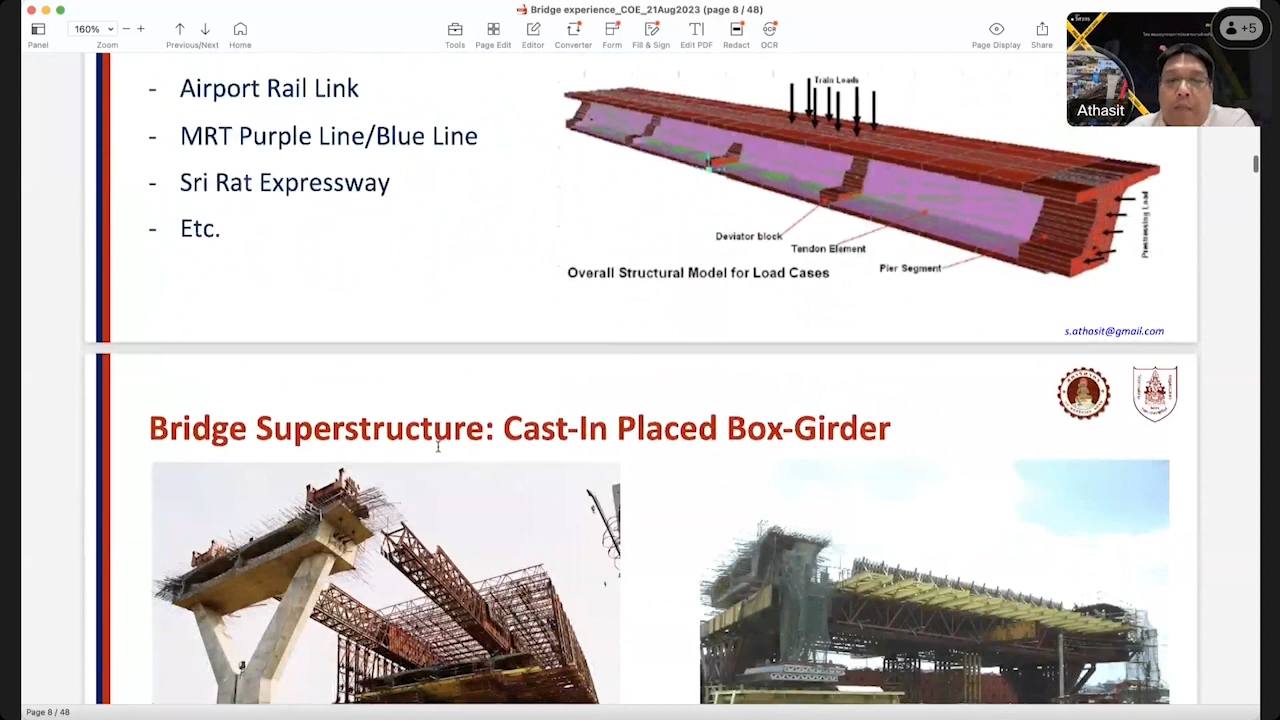 Bridge experience_COE_21Aug2023 (page 8 / 48)
160%
Panel
Zoom
Previous/Next
Home
Tools
Page Edit
Editor
Converter
Form
Fill & Sign
Edit PDF
Redact
OCR
Page Display
Share
+5
Athasit
- Airport Rail Link
- MRT Purple Line/Blue Line
- Sri Rat Expressway
- Etc.
Train Loads
Prestressing Load
Deviator block
Tendon Element
Pier Segment
Overall Structural Model for Load Cases
s.athasit@gmail.com
Bridge Superstructure: Cast-In Placed Box-Girder
Page 8 / 48